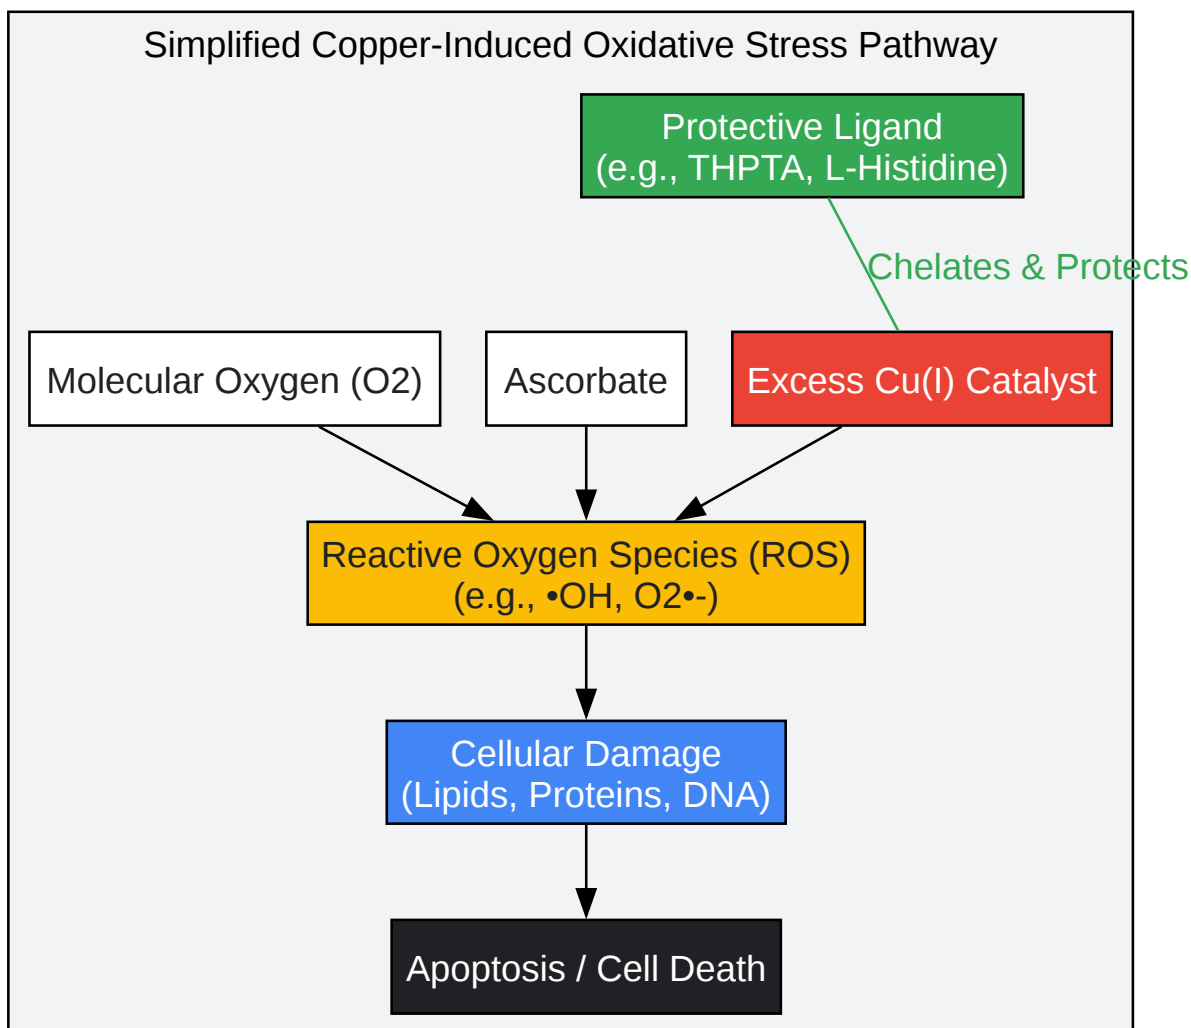 Simplified Copper-Induced Oxidative Stress Pathway
Protective Ligand
(e.g., THPTA, L-Histidine)
Chelates & Protects
Molecular Oxygen (O2)
Ascorbate
Excess Cu(I) Catalyst
Reactive Oxygen Species (ROS)
(e.g., •OH, O2•-)
Cellular Damage
(Lipids, Proteins, DNA)
Apoptosis / Cell Death